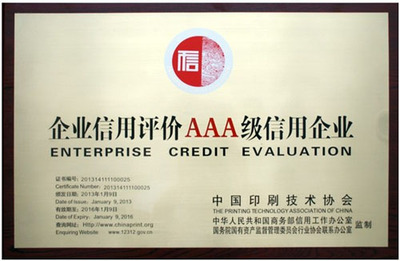 信
企业信用评价AAA级信用企业
ENTERPRISE CREDIT EVALUATION
证书编号: 201314111100025
Certificate Number: 201314111100025
颁发日期: 2013年1月9日
Date of Issue: January 9, 2013
有效期至: 2016年1月9日
Date of Expiry: January 9, 2016
查询网址: Http://www.chinaprint.org
Enquiring Website: www.12312.gov.cn
中国印刷技术协会
THE PRINTING TECHNOLOGY ASSOCIATION OF CHINA
中华人民共和国商务部信用工作办公室
国务院国有资产监督管理委员会行业协会联系办公室
监制